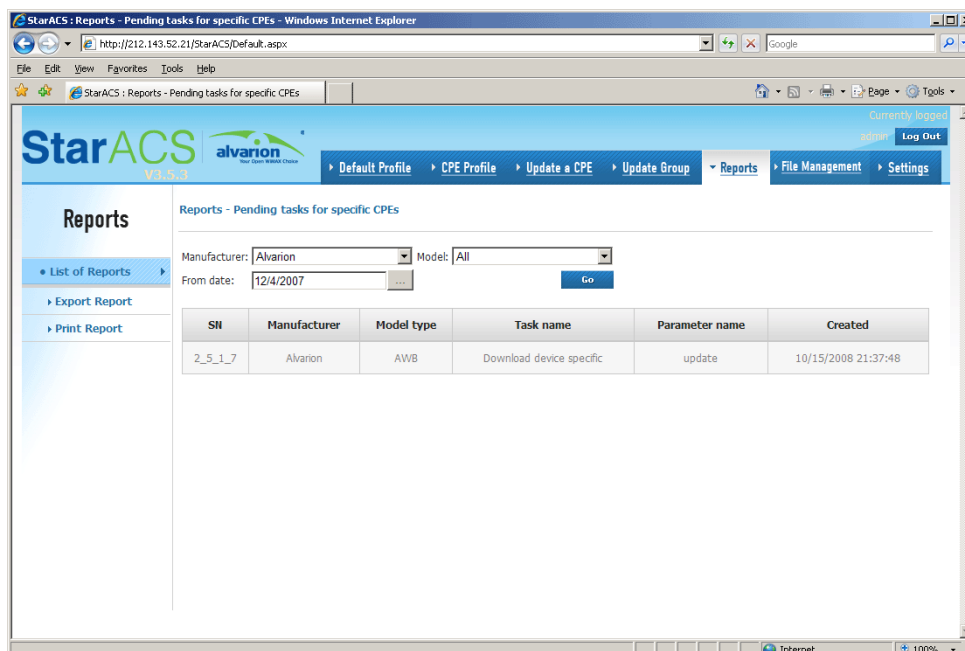 StarACS : Reports - Pending tasks for specific CPEs - Windows Internet Explorer
http://212.143.52.21/StarACS/Default.aspx
Google
File Edit View Favorites Tools Help
StarACS : Reports - Pending tasks for specific CPEs
Page Tools
Currently logged
admin Log Out
StarACS
V3.5.3
alvarion
Your Open WiMAX Choice
Default Profile CPE Profile Update a CPE Update Group Reports File Management Settings
Reports
Reports - Pending tasks for specific CPEs
Manufacturer: Alvarion Model: All
List of Reports
From date: 12/4/2007 ... Go
Export Report
Print Report
SN Manufacturer Model type Task name Parameter name Created
2_5_1_7 Alvarion AWB Download device specific update 10/15/2008 21:37:48
Internet 100%